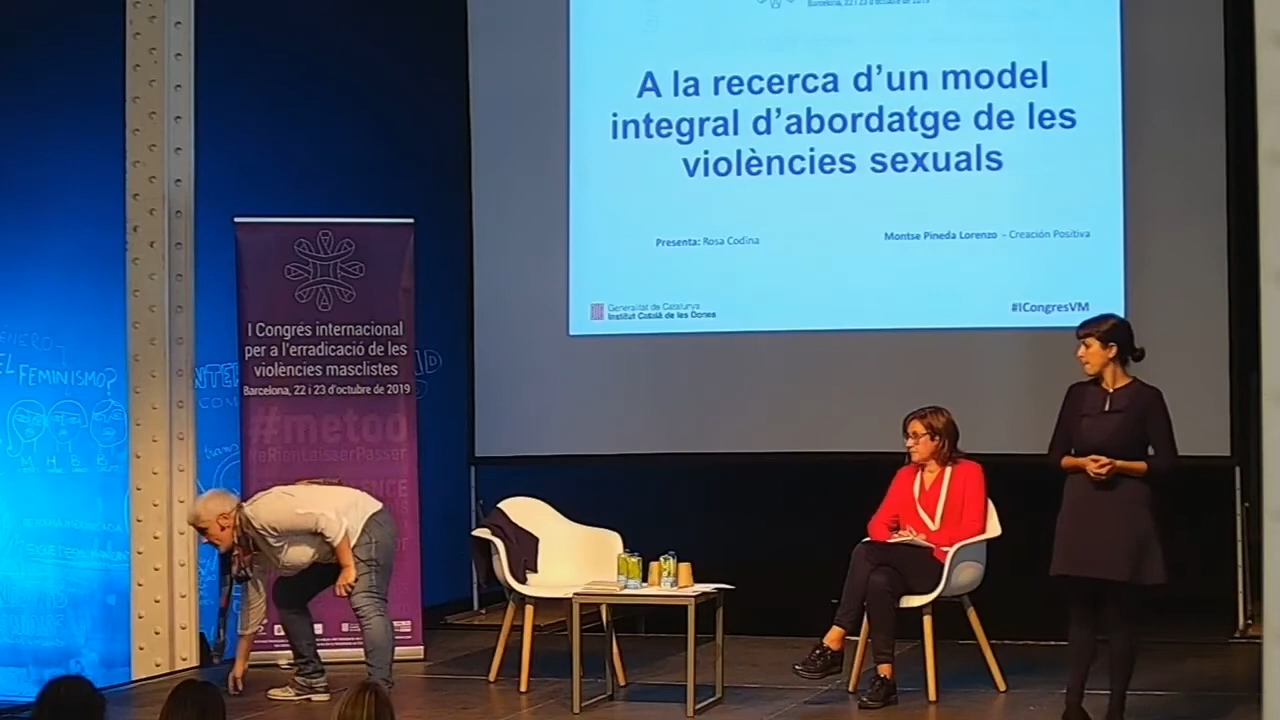 Barcelona, 22 i 23 d'octubre de 2019
A la recerca d'un model
integral d'abordatge de les
violències sexuals
Presenta: Rosa Codina
Montse Pineda Lorenzo - Creación Positiva
Generalitat de Catalunya
Institut Català de les Dones
#ICongresVM
I Congrés internacional
per a l'erradicació de les
violències masclistes
Barcelona, 22 i 23 d'octubre de 2019
#metoo
#eRienLaisserPasser
EL FEMINISMO?
M H B B